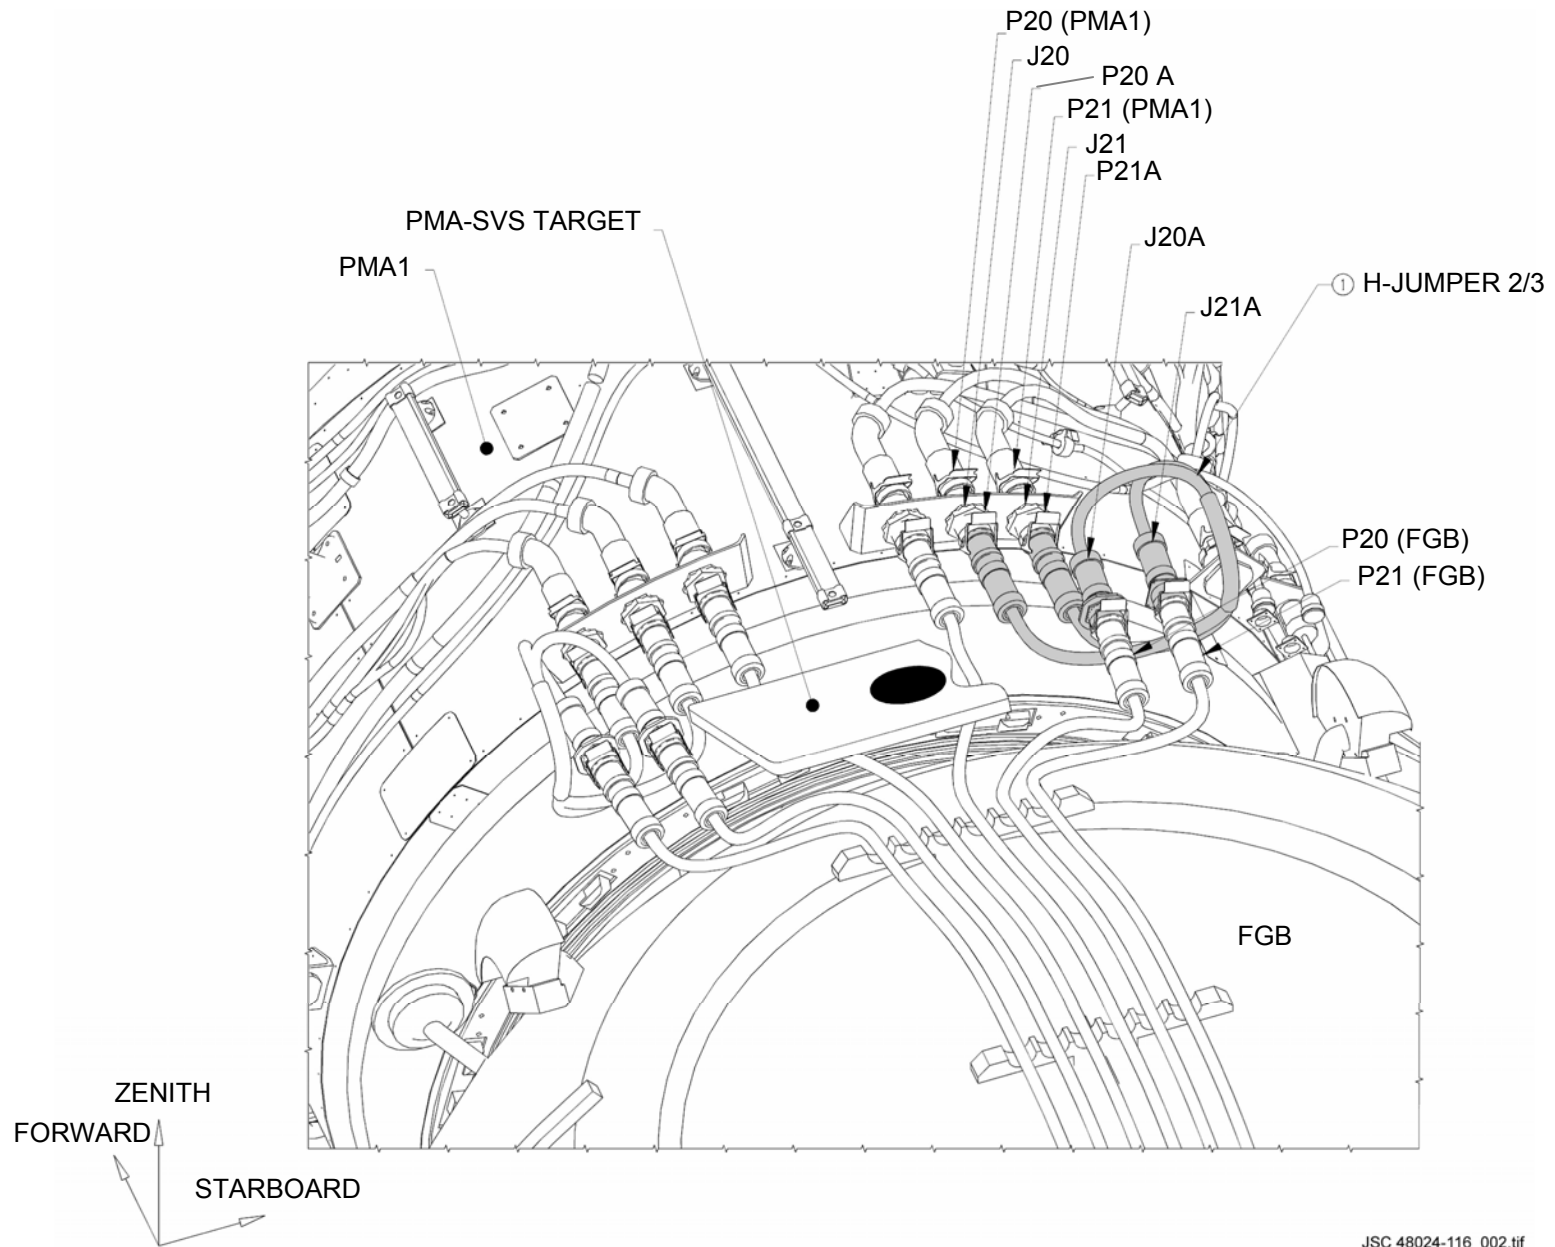 P20 (PMA1)
J20
P20 A
P21 (PMA1)
J21
P21A
PMA-SVS TARGET
J20A
PMA1
1 H-JUMPER 2/3
J21A
P20 (FGB)
P21 (FGB)
FGB
ZENITH
FORWARD
STARBOARD
JSC 48024-116_002.tif